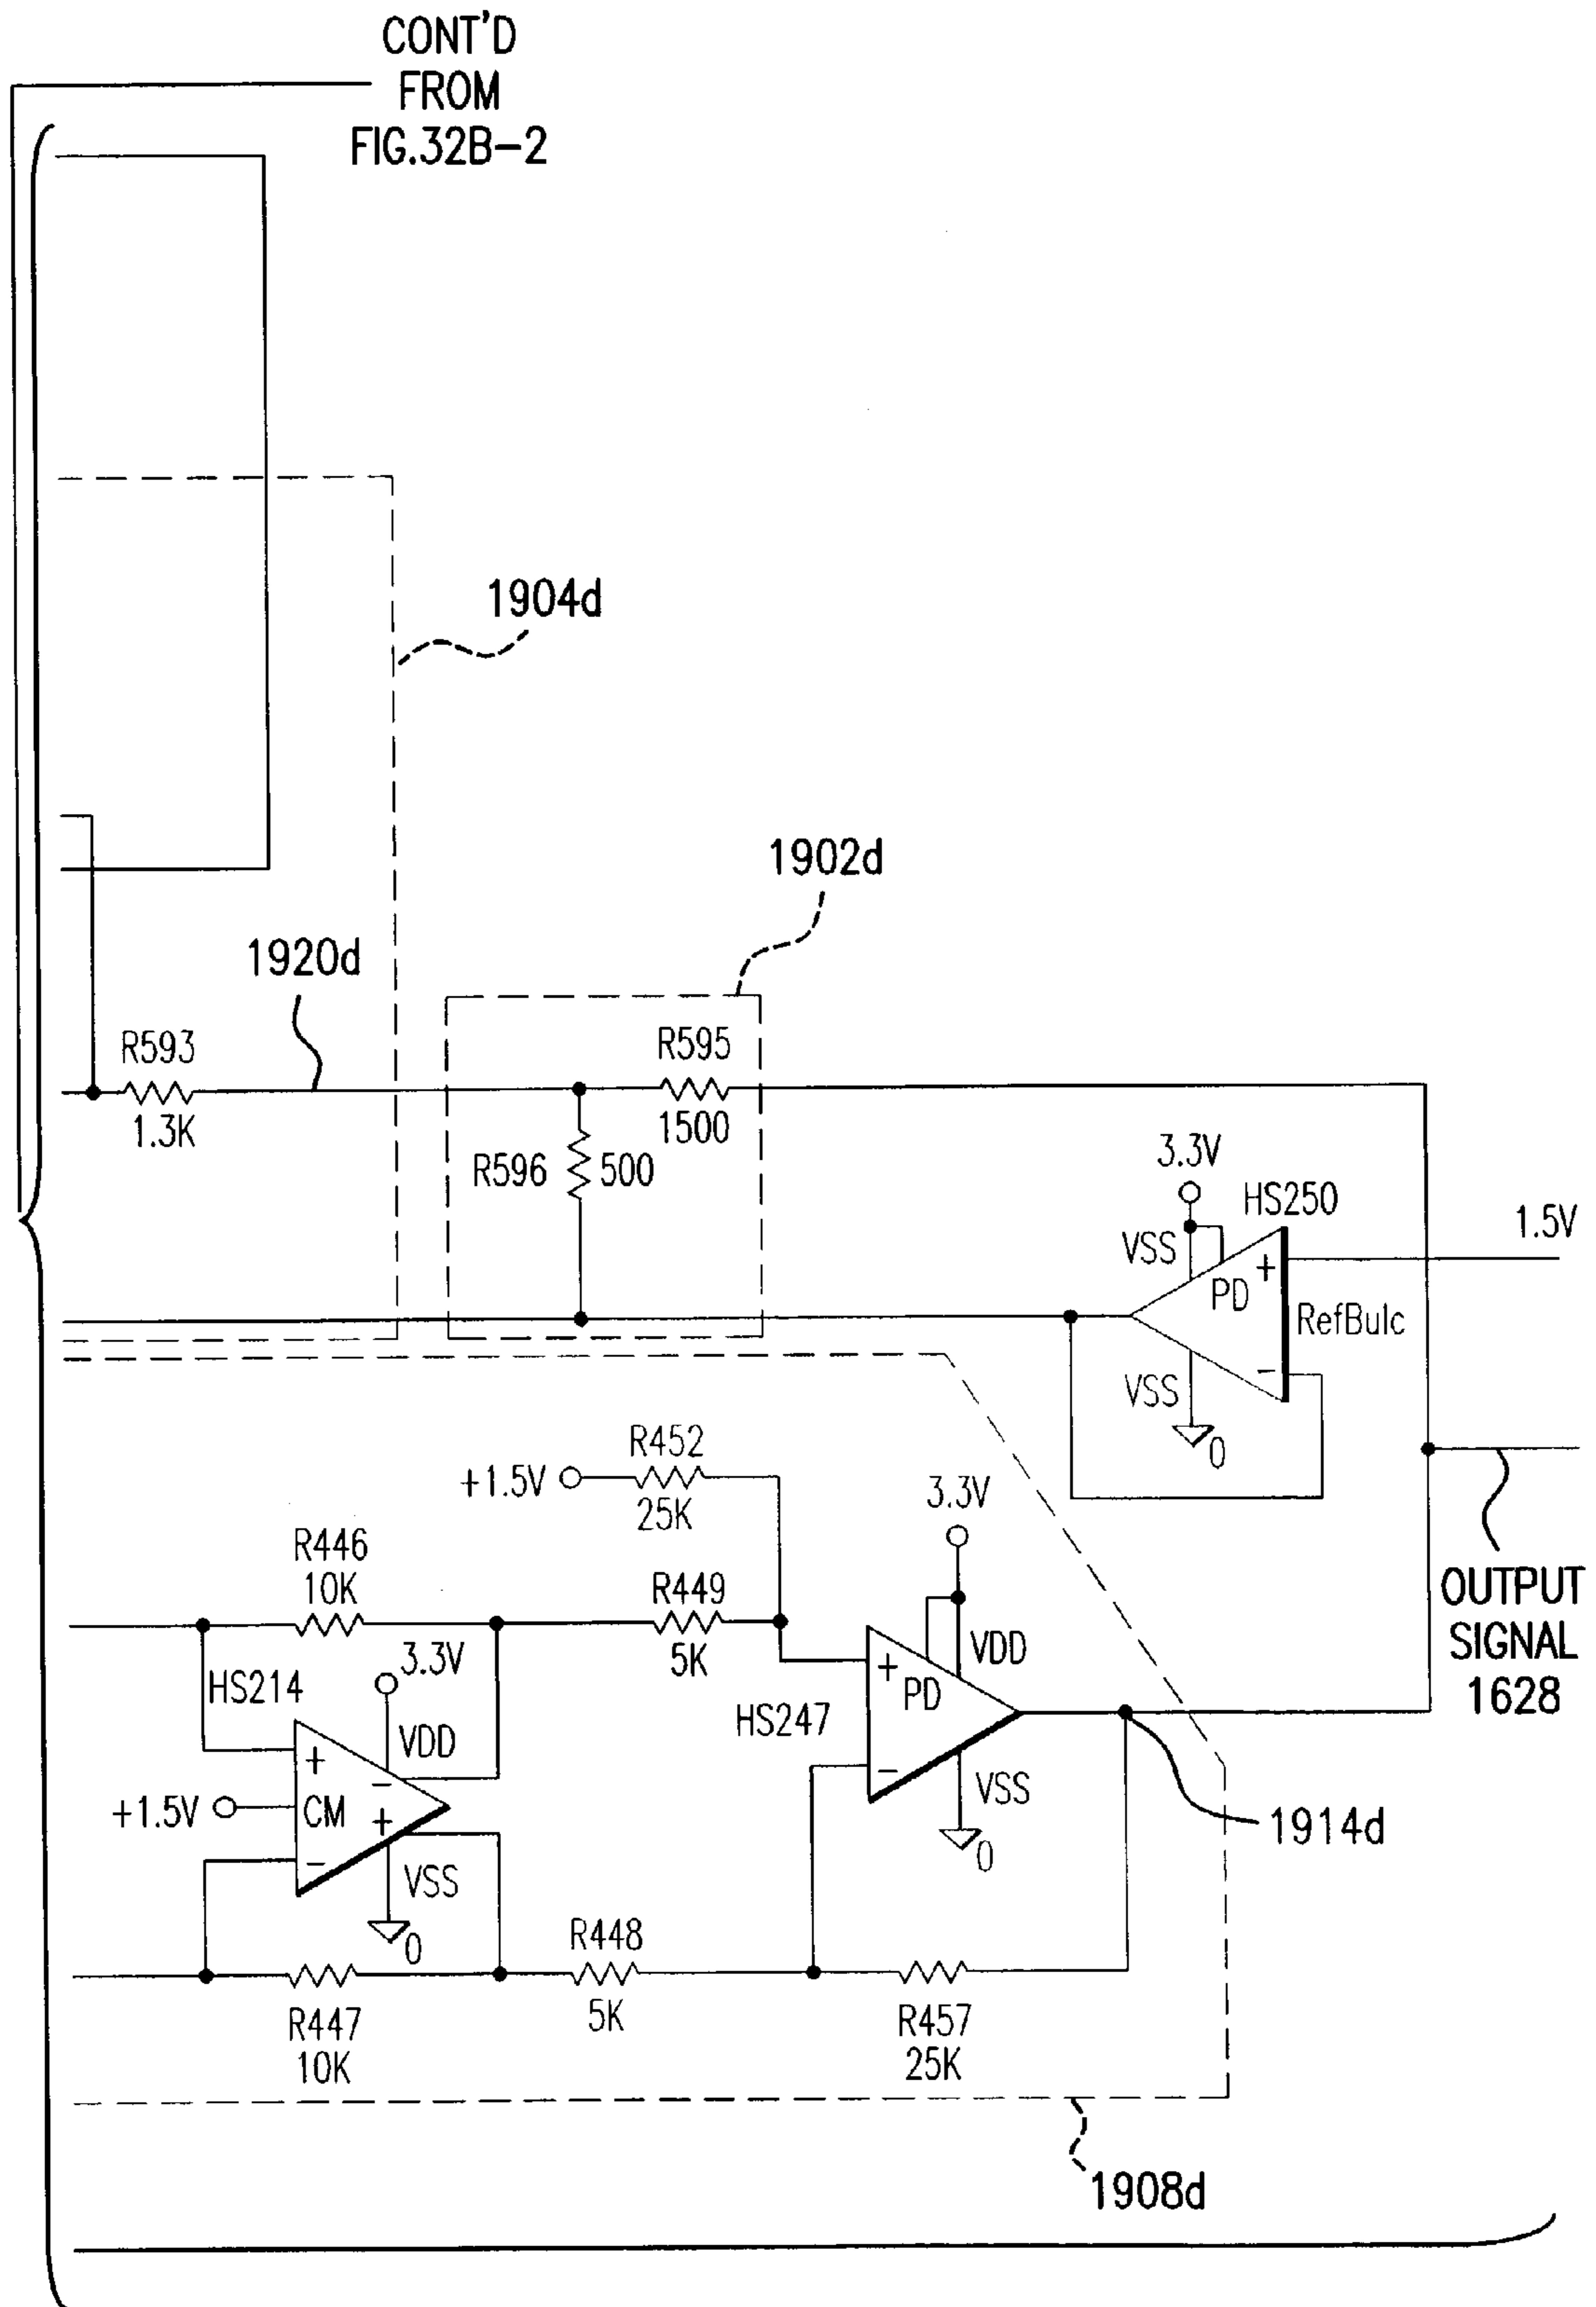 CONT'D
FROM
FIG.32B-2
1904d
1902d
1920d
R593
1.3K
R595
1500
R596
500
3.3V
HS250
1.5V
VSS
PD
+
RefBulc
-
VSS
0
R452
+1.5V
25K
3.3V
R446
10K
R449
5K
OUTPUT
SIGNAL
1628
HS214
3.3V
VDD
+
-
+1.5V
CM
+
-
VSS
0
HS247
+
PD
VDD
-
VSS
0
1914d
R448
5K
R447
10K
R457
25K
1908d